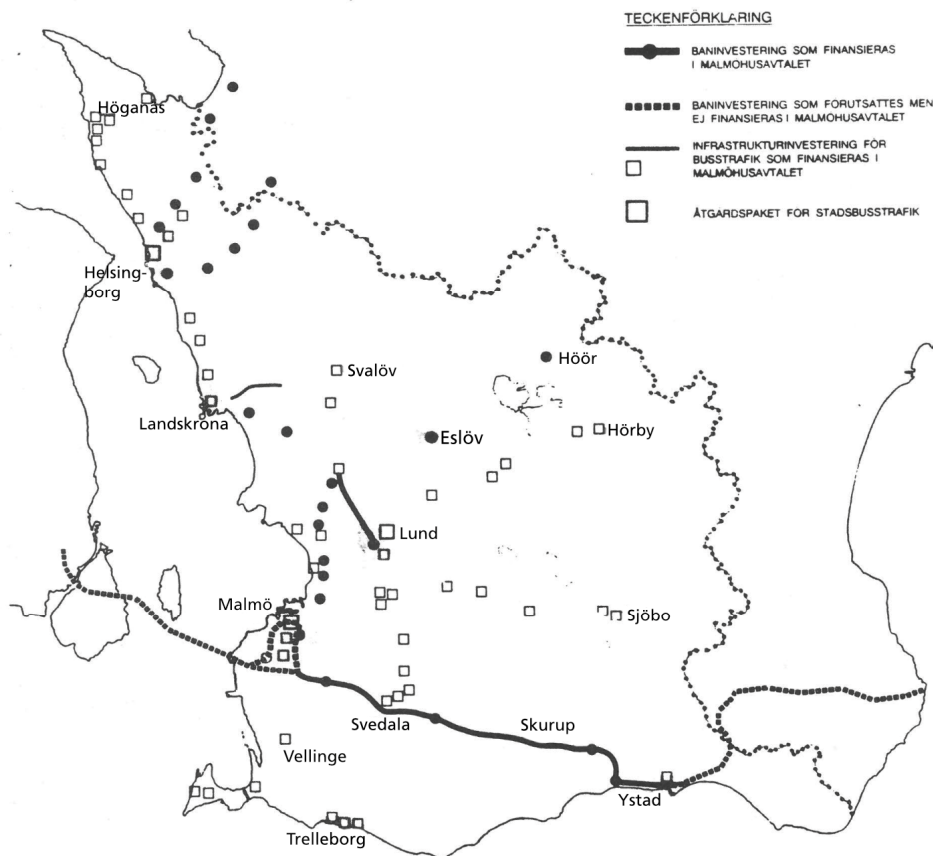 TECKENFÖRKLARING
BANINVESTERING SOM FINANSIERAS
I MALMÖHUSAVTALET
BANINVESTERING SOM FÖRUTSATTES MEN
EJ FINANSIERAS I MALMÖHUSAVTALET
INFRASTRUKTURINVESTERING FÖR
BUSSTRAFIK SOM FINANSIERAS I
MALMÖHUSAVTALET
ÅTGÄRDSPAKET FÖR STADSBUSSTRAFIK
Höganäs
Helsing-
borg
Svalöv
Höör
Landskrona
Eslöv
Hörby
Lund
Malmö
Sjöbo
Svedala
Skurup
Vellinge
Ystad
Trelleborg